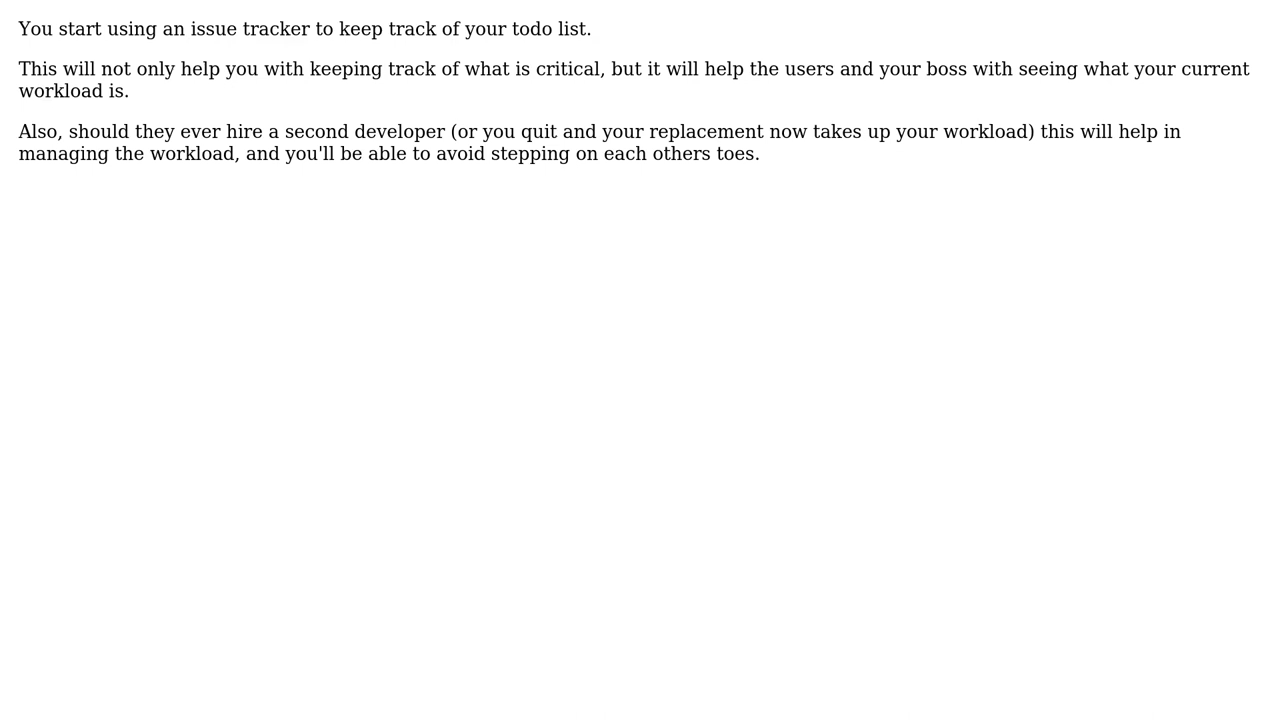 You start using an issue tracker to keep track of your todo list.
This will not only help you with keeping track of what is critical, but it will help the users and your boss with seeing what your current
workload is.
Also, should they ever hire a second developer (or you quit and your replacement now takes up your workload) this will help in
managing the workload, and you'll be able to avoid stepping on each others toes.